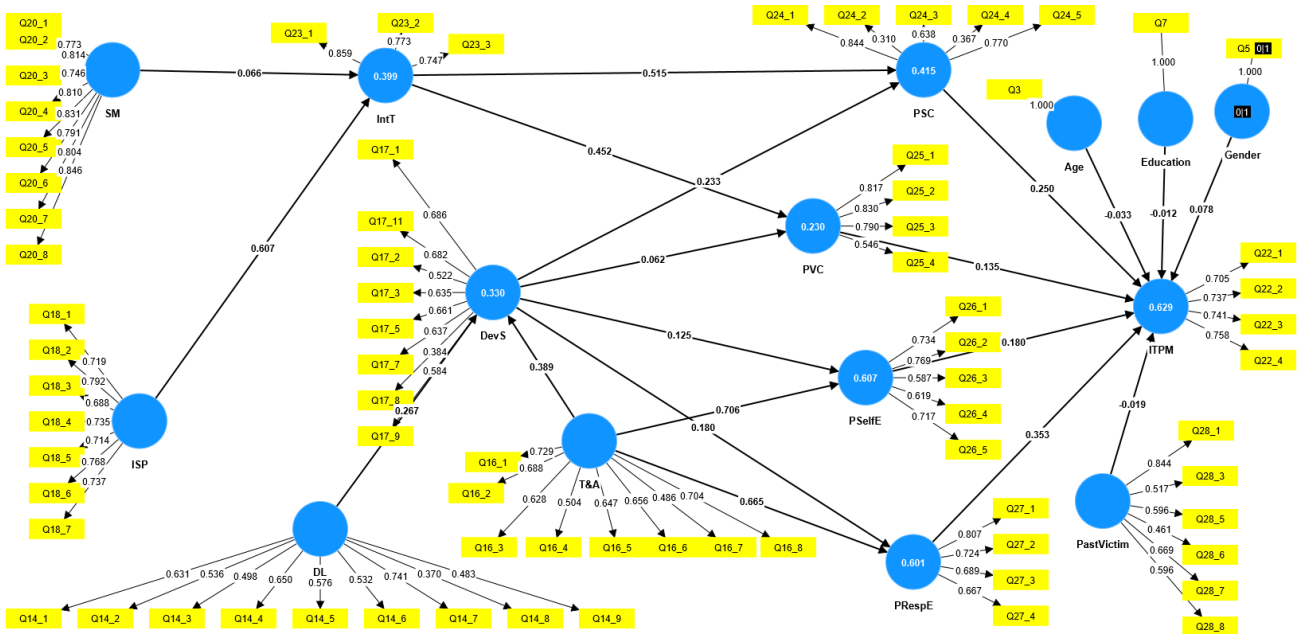 Q20_1
Q20_2
Q20_3
Q20_4
Q20_5
Q20_6
Q20_7
Q20_8
0.773
0.814
0.746
0.810
0.831
0.791
0.804
0.846
SM
0.066
Q23_1
Q23_2
Q23_3
0.859
0.773
0.747
0.399
IntT
0.515
0.452
0.607
Q24_1
Q24_2
Q24_3
Q24_4
Q24_5
0.844
0.310
0.638
0.367
0.770
0.415
PSC
0.250
Q3
1.000
Age
-0.033
Q7
1.000
Education
-0.012
Q5 0|1
1.000
0|1
Gender
0.078
Q17_1
Q17_11
Q17_2
Q17_3
Q17_5
Q17_7
Q17_8
Q17_9
0.686
0.682
0.522
0.635
0.661
0.637
0.384
0.584
0.330
DevS
0.233
0.062
0.125
0.180
0.389
0.267
Q25_1
Q25_2
Q25_3
Q25_4
0.817
0.830
0.790
0.546
0.230
PVC
0.135
Q22_1
Q22_2
Q22_3
Q22_4
0.705
0.737
0.741
0.758
0.629
ITPM
Q26_1
Q26_2
Q26_3
Q26_4
Q26_5
0.734
0.769
0.587
0.619
0.717
0.607
PSelfE
0.180
Q18_1
Q18_2
Q18_3
Q18_4
Q18_5
Q18_6
Q18_7
0.719
0.792
0.688
0.735
0.714
0.768
0.737
ISP
T&A
0.706
0.665
Q16_1
Q16_2
Q16_3
Q16_4
Q16_5
Q16_6
Q16_7
Q16_8
0.729
0.688
0.628
0.504
0.647
0.656
0.486
0.704
0.353
-0.019
Q28_1
Q28_3
Q28_5
Q28_6
Q28_7
Q28_8
0.844
0.517
0.596
0.461
0.669
0.596
PastVictim
Q27_1
Q27_2
Q27_3
Q27_4
0.807
0.724
0.689
0.667
0.601
PRespE
DL
0.631
0.536
0.498
0.650
0.576
0.532
0.741
0.370
0.483
Q14_1
Q14_2
Q14_3
Q14_4
Q14_5
Q14_6
Q14_7
Q14_8
Q14_9